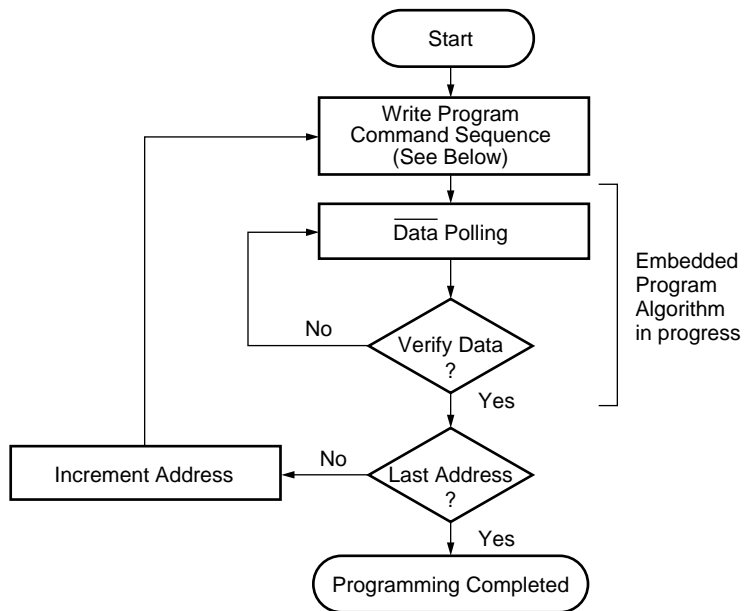 Start
Write Program
Command Sequence
(See Below)
Data Polling
Embedded
Program
Algorithm
in progress
No
Verify Data
?
Yes
Increment Address
No
Last Address
?
Yes
Programming Completed